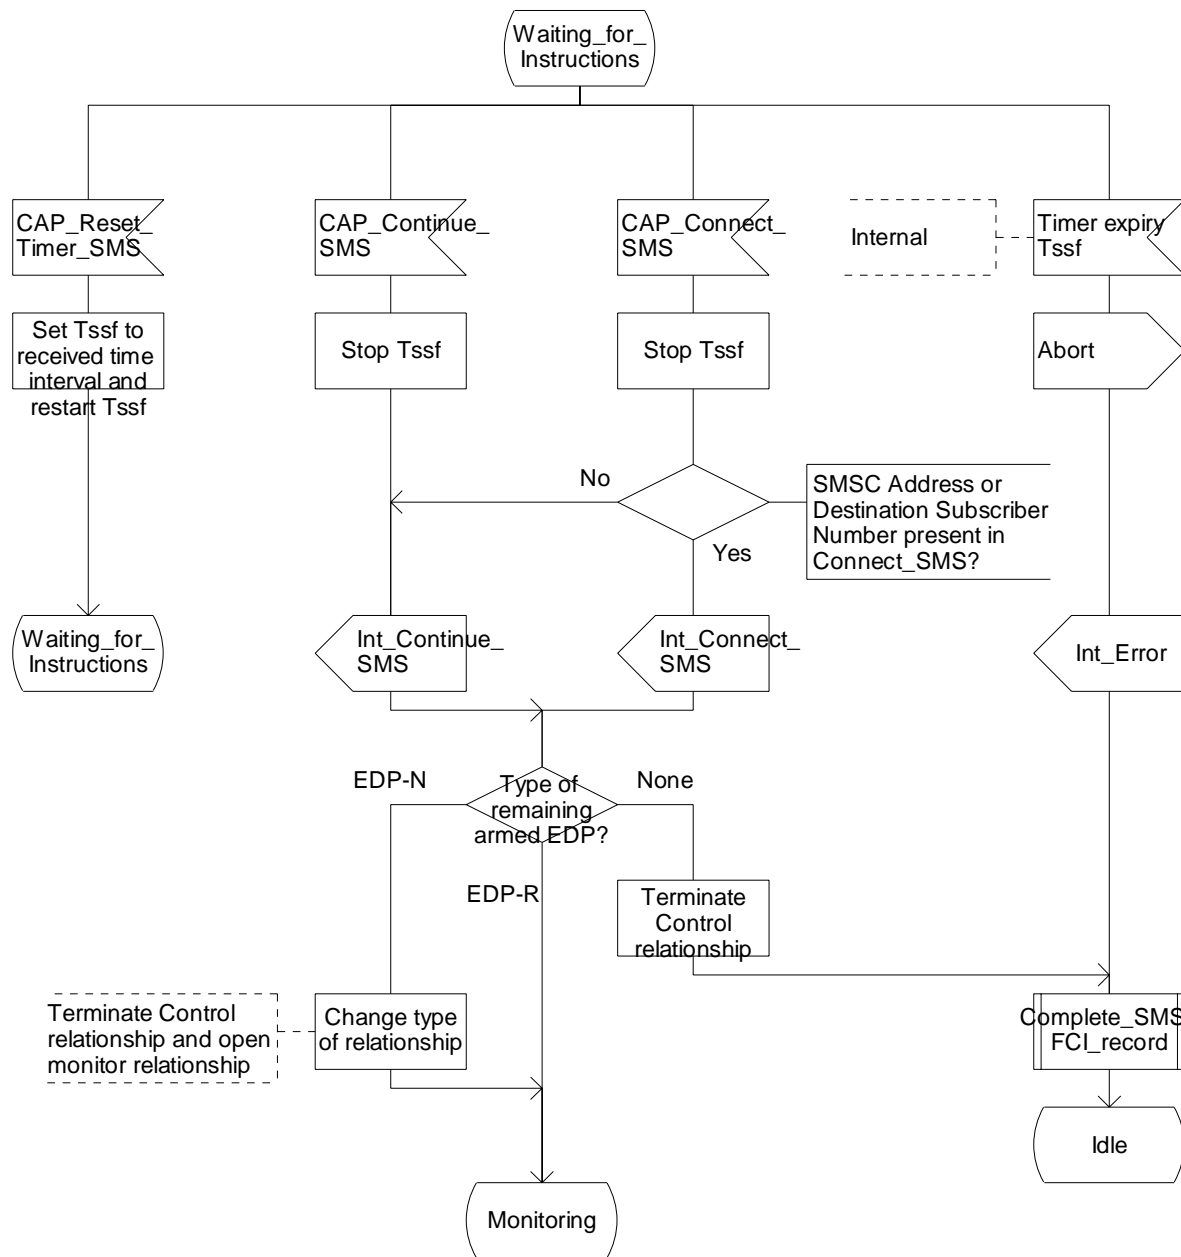 Waiting_for_
Instructions
CAP_Reset_
Timer_SMS
CAP_Continue_
SMS
CAP_Connect_
SMS
Internal
Timer expiry
Tssf
Set Tssf to
received time
interval and
restart Tssf
Stop Tssf
Stop Tssf
Abort
No
Yes
SMSC Address or
Destination Subscriber
Number present in
Connect_SMS?
Waiting_for_
Instructions
Int_Continue_
SMS
Int_Connect_
SMS
Int_Error
EDP-N
Type of
remaining
armed EDP?
None
EDP-R
Terminate
Control
relationship
Terminate Control
relationship and open
monitor relationship
Change type
of relationship
Complete_SMS
FCI_record
Idle
Monitoring